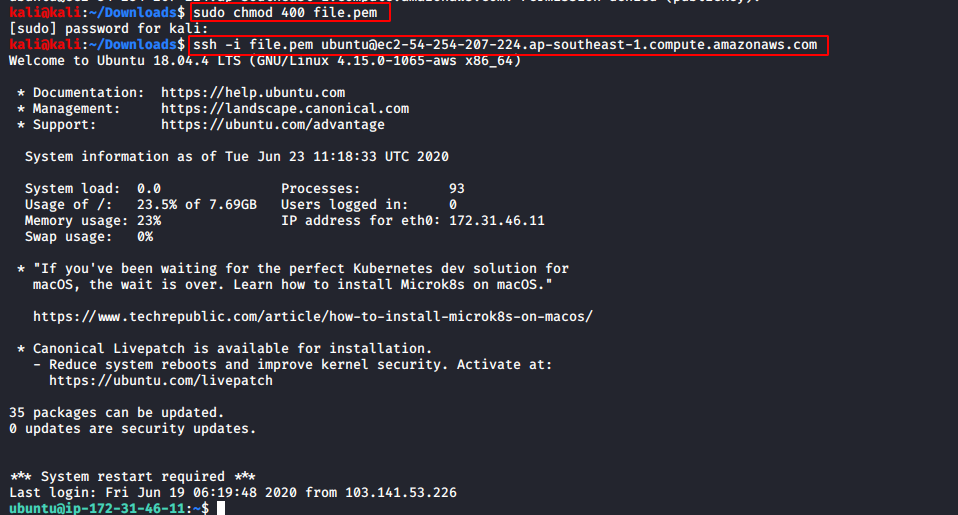 kali@kali:~/Downloads$ sudo chmod 400 file.pem
[sudo] password for kali:
kali@kali:~/Downloads$ ssh -i file.pem ubuntu@ec2-54-254-207-224.ap-southeast-1.compute.amazonaws.com
Welcome to Ubuntu 18.04.4 LTS (GNU/Linux 4.15.0-1065-aws x86_64)
* Documentation: https://help.ubuntu.com
* Management: https://landscape.canonical.com
* Support: https://ubuntu.com/advantage
System information as of Tue Jun 23 11:18:33 UTC 2020
System load: 0.0 Processes: 93
Usage of /: 23.5% of 7.69GB Users logged in: 0
Memory usage: 23% IP address for eth0: 172.31.46.11
Swap usage: 0%
* "If you've been waiting for the perfect Kubernetes dev solution for
macOS, the wait is over. Learn how to install Microk8s on macOS."
https://www.techrepublic.com/article/how-to-install-microk8s-on-macos/
* Canonical Livepatch is available for installation.
- Reduce system reboots and improve kernel security. Activate at:
https://ubuntu.com/livepatch
35 packages can be updated.
0 updates are security updates.
*** System restart required ***
Last login: Fri Jun 19 06:19:48 2020 from 103.141.53.226
ubuntu@ip-172-31-46-11:~$